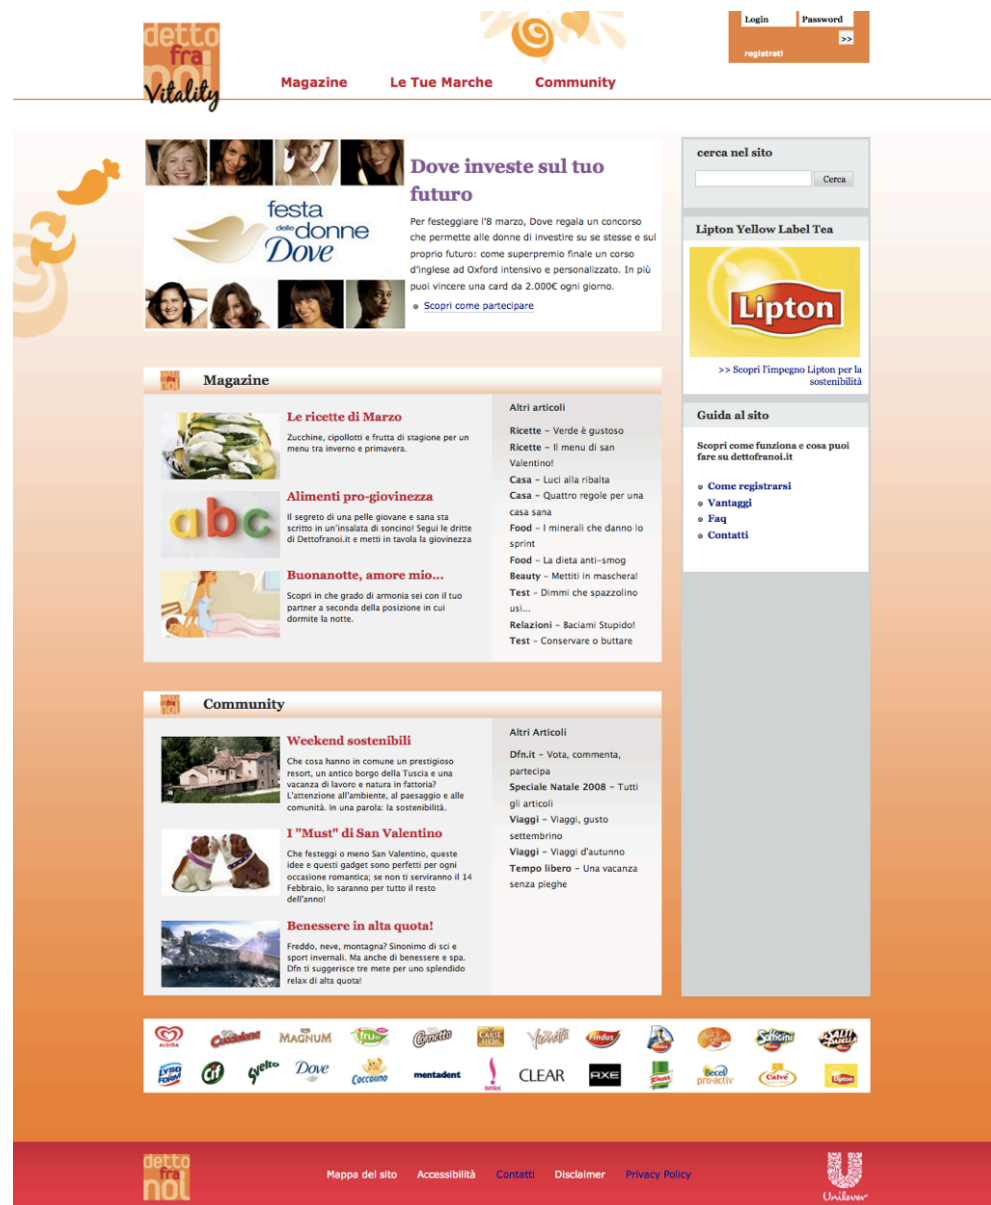 detto
fra
noi
Vitality
Login
Password
>>
registrati
Magazine
Le Tue Marche
Community
festa
delle donne
Dove
Dove investe sul tuo
futuro
Per festeggiare l'8 marzo, Dove regala un concorso
che permette alle donne di investire su se stesse e sul
proprio futuro: come superpremio finale un corso
d'inglese ad Oxford intensivo e personalizzato. In più
puoi vincere una card da 2.000€ ogni giorno.
Scopri come partecipare
cerca nel sito
Cerca
Lipton Yellow Label Tea
Lipton
>> Scopri l'impegno Lipton per la
sostenibilità
Guida al sito
Scopri come funziona e cosa puoi
fare su dettofranoi.it
Come registrarsi
Vantaggi
Faq
Contatti
Magazine
Le ricette di Marzo
Zucchine, cipollotti e frutta di stagione per un
menu tra inverno e primavera.
abc
Alimenti pro-giovinezza
Il segreto di una pelle giovane e sana sta
scritto in un'insalata di soncino! Segui le dritte
di Dettofranoi.it e metti in tavola la giovinezza
Buonanotte, amore mio...
Scopri in che grado di armonia sei con il tuo
partner a seconda della posizione in cui
dormite la notte.
Altri articoli
Ricette – Verde è gustoso
Ricette – Il menu di san
Valentino!
Casa – Luci alla ribalta
Casa – Quattro regole per una
casa sana
Food – I minerali che danno lo
sprint
Food – La dieta anti-smog
Beauty – Mettiti in maschera!
Test – Dimmi che spazzolino
usi...
Relazioni – Baciami Stupido!
Test – Conservare o buttare
Community
Weekend sostenibili
Che cosa hanno in comune un prestigioso
resort, un antico borgo della Tuscia e una
vacanza di lavoro e natura in fattoria?
L'attenzione all'ambiente, al paesaggio e alle
comunità. In una parola: la sostenibilità.
I "Must" di San Valentino
Che festeggi o meno San Valentino, queste
idee e questi gadget sono perfetti per ogni
occasione romantica; se non ti serviranno il 14
Febbraio, lo saranno per tutto il resto
dell'anno!
Benessere in alta quota!
Freddo, neve, montagna? Sinonimo di sci e
sport invernali. Ma anche di benessere e spa.
Dfn ti suggerisce tre mete per uno splendido
relax di alta quota!
Altri Articoli
Dfn.it – Vota, commenta,
partecipa
Speciale Natale 2008 – Tutti
gli articoli
Viaggi – Viaggi, gusto
settembrino
Viaggi – Viaggi d'autunno
Tempo libero – Una vacanza
senza pieghe
ALGIDA
MAGNUM
fruttare
Cornetto
CARTE D'OR
Viennetta
Findus
Sofficini
LYSO FORM
Cif
Svelto
Dove
Coccolino
mentadent
CLEAR
AXE
Knorr
Becel pro-activ
Calvé
Lipton
detto
fra
noi
Mappa del sito
Accessibilità
Contatti
Disclaimer
Privacy Policy
Unilever